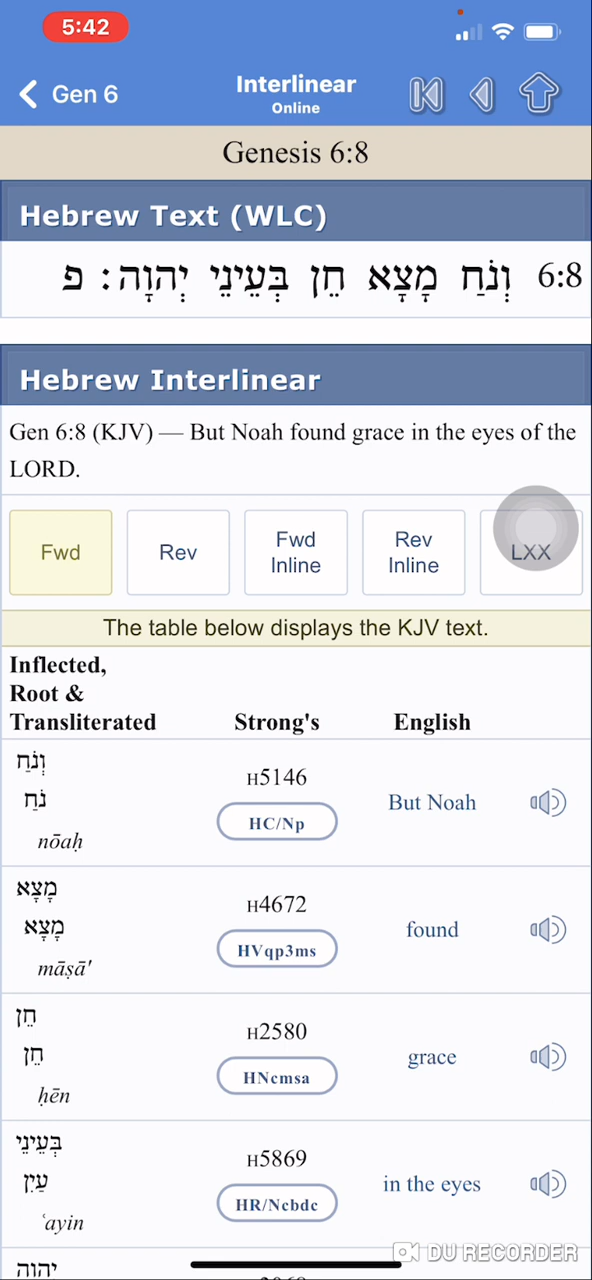 5:42
Gen 6
Interlinear
Online
Genesis 6:8
Hebrew Text (WLC)
6:8 וְנֹ֕חַ מָ֥צָא חֵ֖ן בְּעֵינֵ֥י יְהוָֽה׃ פ
Hebrew Interlinear
Gen 6:8 (KJV) — But Noah found grace in the eyes of the
LORD.
Fwd
Rev
Fwd
Inline
Rev
Inline
LXX
The table below displays the KJV text.
Inflected,
Root &
Transliterated
Strong's
English
וְנֹחַ
נֹחַ
nōaḥ
H5146
HC/Np
But Noah
מָצָא
מָצָא
māṣā'
H4672
HVqp3ms
found
חֵן
חֵן
ḥēn
H2580
HNcmsa
grace
בְּעֵינֵי
עַיִן
ʿayin
H5869
HR/Ncbdc
in the eyes
יהוה
DU RECORDER